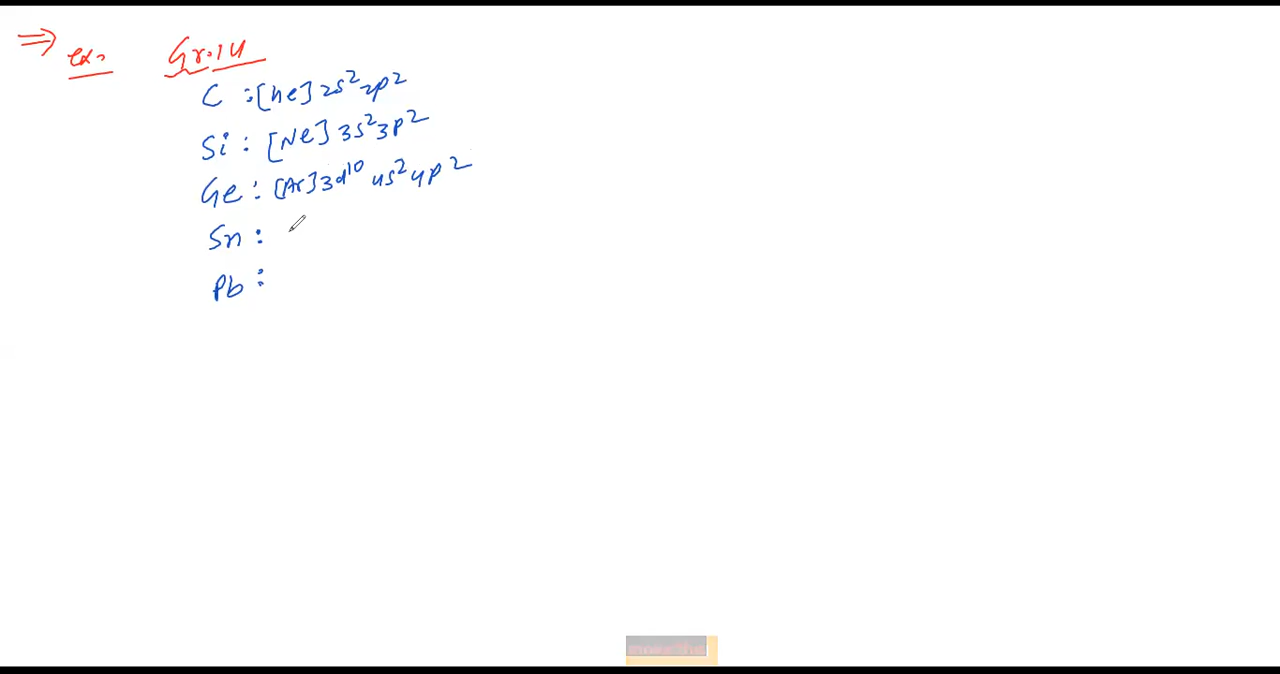 ⇒ ex:- Gr. 14
C : [He] 2s² 2p²
Si : [Ne] 3s² 3p²
Ge : [Ar] 3d¹⁰ 4s² 4p²
Sn :
Pb :